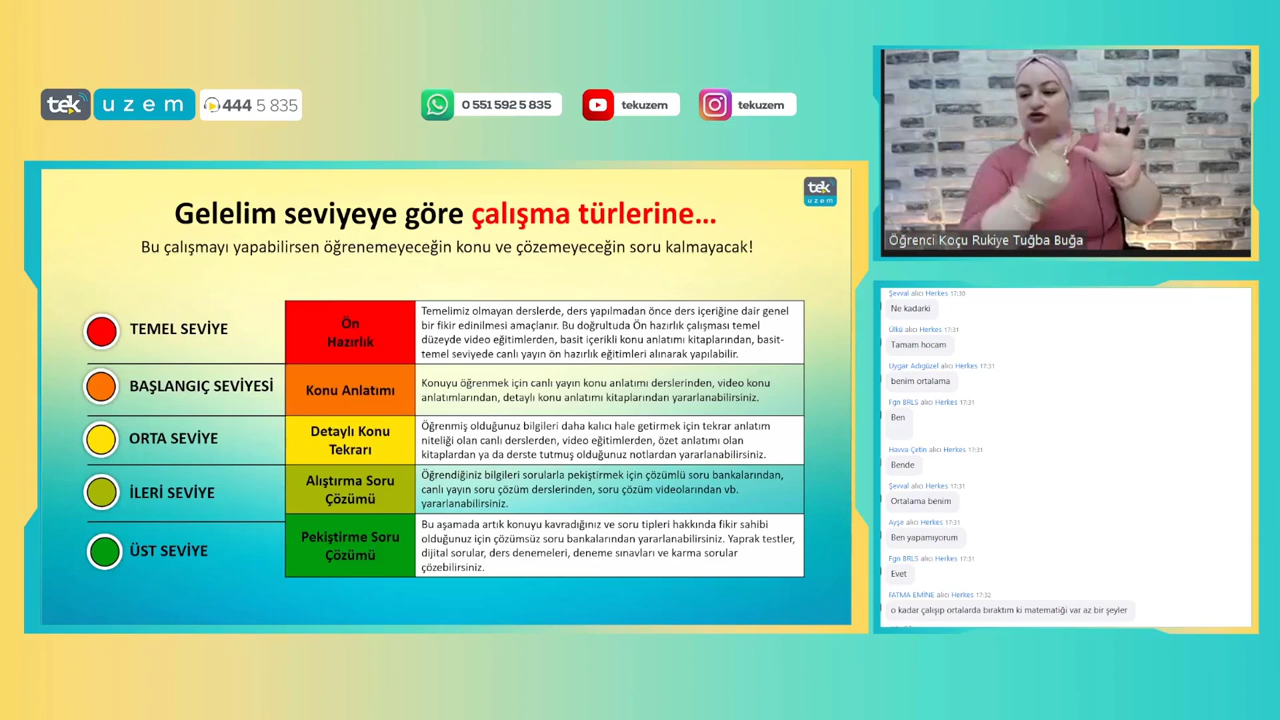 tek uzem 444 5 835
0 551 592 5 835
tekuzem
tekuzem
tek
uzem
Gelelim seviyeye göre çalışma türlerine...
Bu çalışmayı yapabilirsen öğrenemeyeceğin konu ve çözemeyeceğin soru kalmayacak!
TEMEL SEVİYE
Ön
Hazırlık
Temelimiz olmayan derslerde, ders yapılmadan önce ders içeriğine dair genel
bir fikir edinilmesi amaçlanır. Bu doğrultuda Ön hazırlık çalışması temel
düzeyde video eğitimlerden, basit içerikli konu anlatımı kitaplarından, basit-
temel seviyede canlı yayın ön hazırlık eğitimleri alınarak yapılabilir.
BAŞLANGIÇ SEVİYESİ
Konu Anlatımı
Konuyu öğrenmek için canlı yayın konu anlatımı derslerinden, video konu
anlatımlarından, detaylı konu anlatımı kitaplarından yararlanabilirsiniz.
ORTA SEVİYE
Detaylı Konu
Tekrarı
Öğrenmiş olduğunuz bilgileri daha kalıcı hale getirmek için tekrar anlatım
niteliği olan canlı derslerden, video eğitimlerden, özet anlatımı olan
kitaplardan ya da derste tutmuş olduğunuz notlardan yararlanabilirsiniz.
İLERİ SEVİYE
Alıştırma Soru
Çözümü
Öğrendiğiniz bilgileri sorularla pekiştirmek için çözümlü soru bankalarından,
canlı yayın soru çözüm derslerinden, soru çözüm videolarından vb.
yararlanabilirsiniz.
ÜST SEVİYE
Pekiştirme Soru
Çözümü
Bu aşamada artık konuyu kavradığınız ve soru tipleri hakkında fikir sahibi
olduğunuz için çözümsüz soru bankalarından yararlanabilirsiniz. Yaprak testler,
dijital sorular, ders denemeleri, deneme sınavları ve karma sorular
çözebilirsiniz.
Öğrenci Koçu Rukiye Tuğba Buğa
Şevval alıcı Herkes 17:30
Ne kadarki
Ülkü alıcı Herkes 17:31
Tamam hocam
Uygar Adıgüzel alıcı Herkes 17:31
benim ortalama
Fgn BRLS alıcı Herkes 17:31
Ben
Havva Çetin alıcı Herkes 17:31
Bende
Şevval alıcı Herkes 17:31
Ortalama benim
Ayşe alıcı Herkes 17:31
Ben yapamıyorum
Fgn BRLS alıcı Herkes 17:31
Evet
FATMA EMİNE alıcı Herkes 17:32
o kadar çalışıp ortalarda bıraktım ki matematiği var az bir şeyler